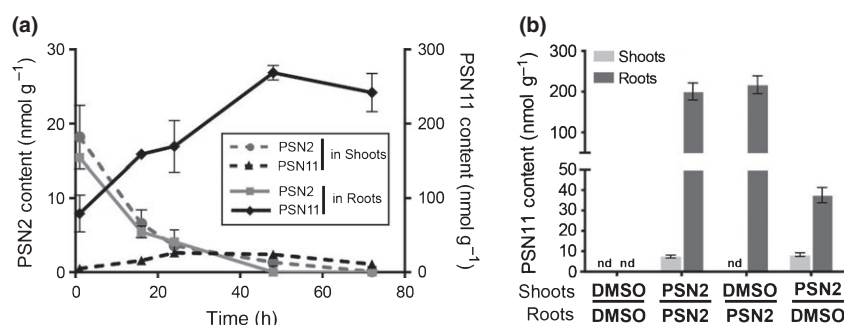 (a)
PSN2 content (nmol g⁻¹)
30
20
10
0
300
200
100
0
PSN11 content (nmol g⁻¹)
PSN2
PSN11
in Shoots
PSN2
PSN11
in Roots
0 20 40 60 80
Time (h)
(b)
PSN11 content (nmol g⁻¹)
300
200
100
50
40
30
20
10
0
Shoots
Roots
nd nd nd
Shoots DMSO PSN2 DMSO PSN2
Roots DMSO PSN2 PSN2 DMSO